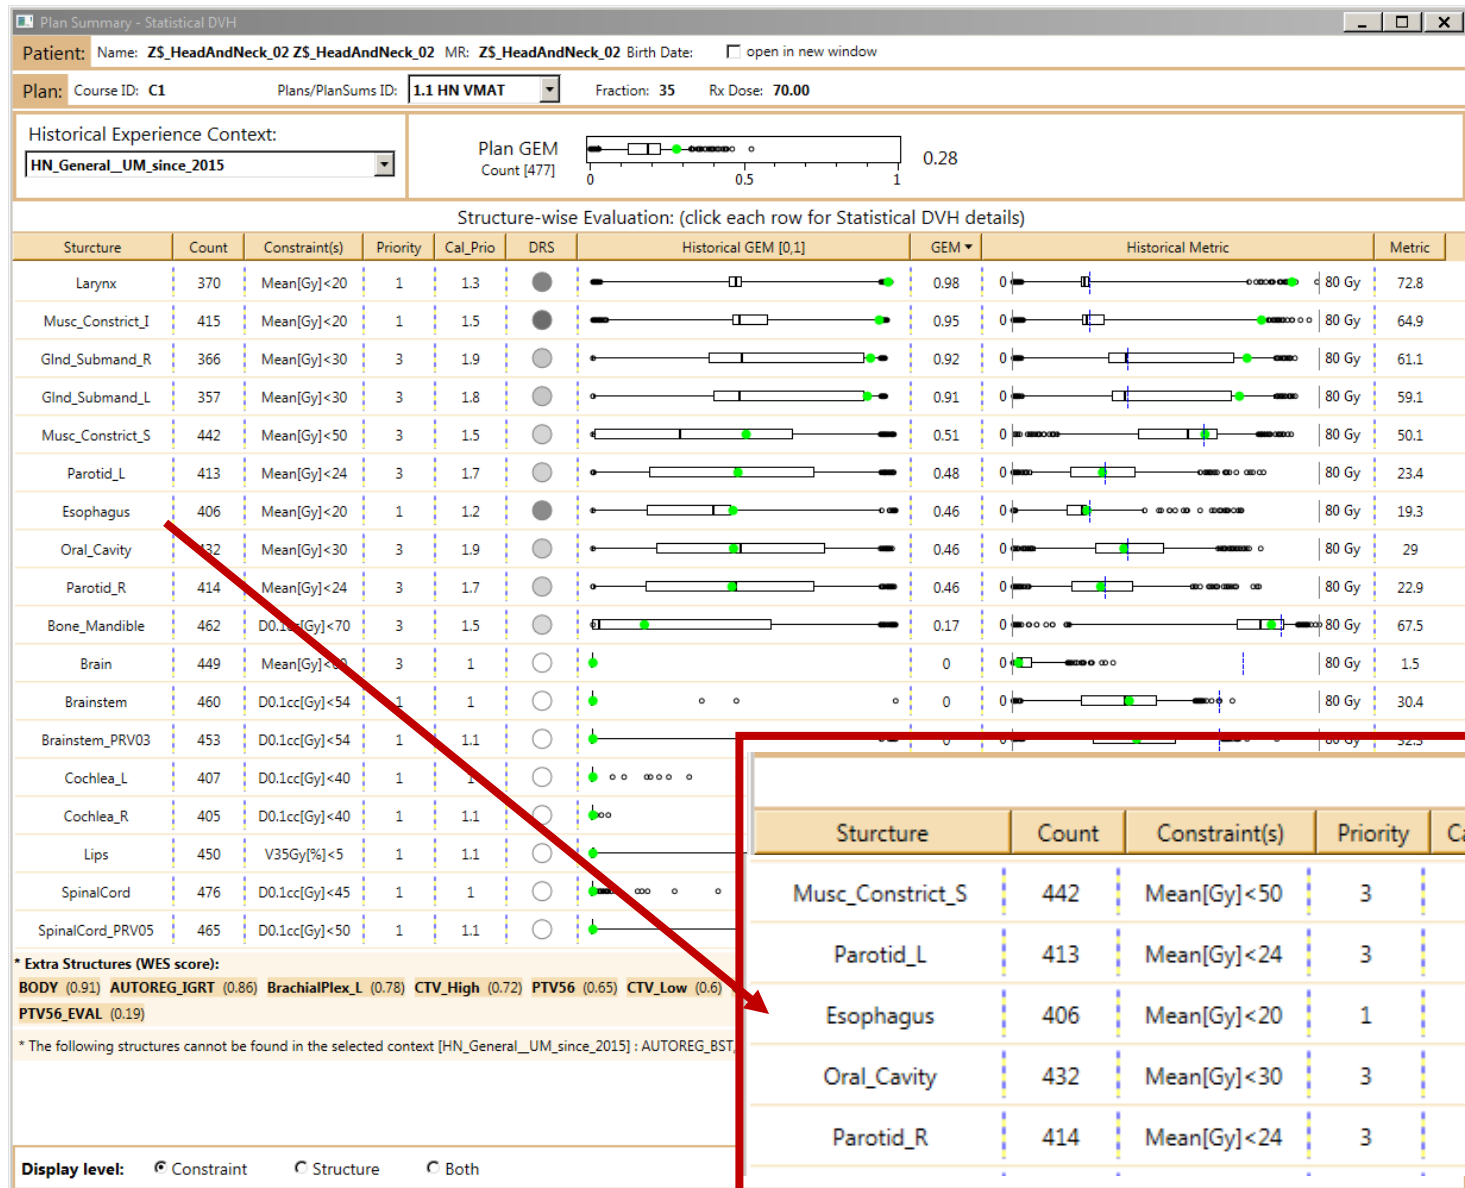 Plan Summary - Statistical DVH
Patient: Name: Z$_HeadAndNeck_02 Z$_HeadAndNeck_02 MR: Z$_HeadAndNeck_02 Birth Date: open in new window
Plan: Course ID: C1 Plans/PlanSums ID: 1.1 HN VMAT Fraction: 35 Rx Dose: 70.00
Historical Experience Context:
HN_General__UM_since_2015
Plan GEM
Count [477]
0 0.5 1
0.28
Structure-wise Evaluation: (click each row for Statistical DVH details)
Sturcture Count Constraint(s) Priority Cal_Prio DRS Historical GEM [0,1] GEM Historical Metric Metric
Larynx 370 Mean[Gy]<20 1 1.3 0.98 0 80 Gy 72.8
Musc_Constrict_I 415 Mean[Gy]<20 1 1.5 0.95 0 80 Gy 64.9
Glnd_Submand_R 366 Mean[Gy]<30 3 1.9 0.92 0 80 Gy 61.1
Glnd_Submand_L 357 Mean[Gy]<30 3 1.8 0.91 0 80 Gy 59.1
Musc_Constrict_S 442 Mean[Gy]<50 3 1.5 0.51 0 80 Gy 50.1
Parotid_L 413 Mean[Gy]<24 3 1.7 0.48 0 80 Gy 23.4
Esophagus 406 Mean[Gy]<20 1 1.2 0.46 0 80 Gy 19.3
Oral_Cavity 432 Mean[Gy]<30 3 1.9 0.46 0 80 Gy 29
Parotid_R 414 Mean[Gy]<24 3 1.7 0.46 0 80 Gy 22.9
Bone_Mandible 462 D0.1cc[Gy]<70 3 1.5 0.17 0 80 Gy 67.5
Brain 449 3 1 0 0 80 Gy 1.5
Brainstem 460 D0.1cc[Gy]<54 1 1 0 0 80 Gy 30.4
Brainstem_PRV03 453 D0.1cc[Gy]<54 1 1.1 0 0 80 Gy 32.3
Cochlea_L 407 D0.1cc[Gy]<40 1
Cochlea_R 405 D0.1cc[Gy]<40 1 1.1
Lips 450 V35Gy[%]<5 1 1.1
SpinalCord 476 D0.1cc[Gy]<45 1 1
SpinalCord_PRV05 465 D0.1cc[Gy]<50 1 1.1
* Extra Structures (WES score):
BODY (0.91) AUTOREG_IGRT (0.86) BrachialPlex_L (0.78) CTV_High (0.72) PTV56 (0.65) CTV_Low (0.6)
PTV56_EVAL (0.19)
* The following structures cannot be found in the selected context [HN_General__UM_since_2015] : AUTOREG_BST,
Display level: Constraint Structure Both
Sturcture Count Constraint(s) Priority Ca
Musc_Constrict_S 442 Mean[Gy]<50 3
Parotid_L 413 Mean[Gy]<24 3
Esophagus 406 Mean[Gy]<20 1
Oral_Cavity 432 Mean[Gy]<30 3
Parotid_R 414 Mean[Gy]<24 3